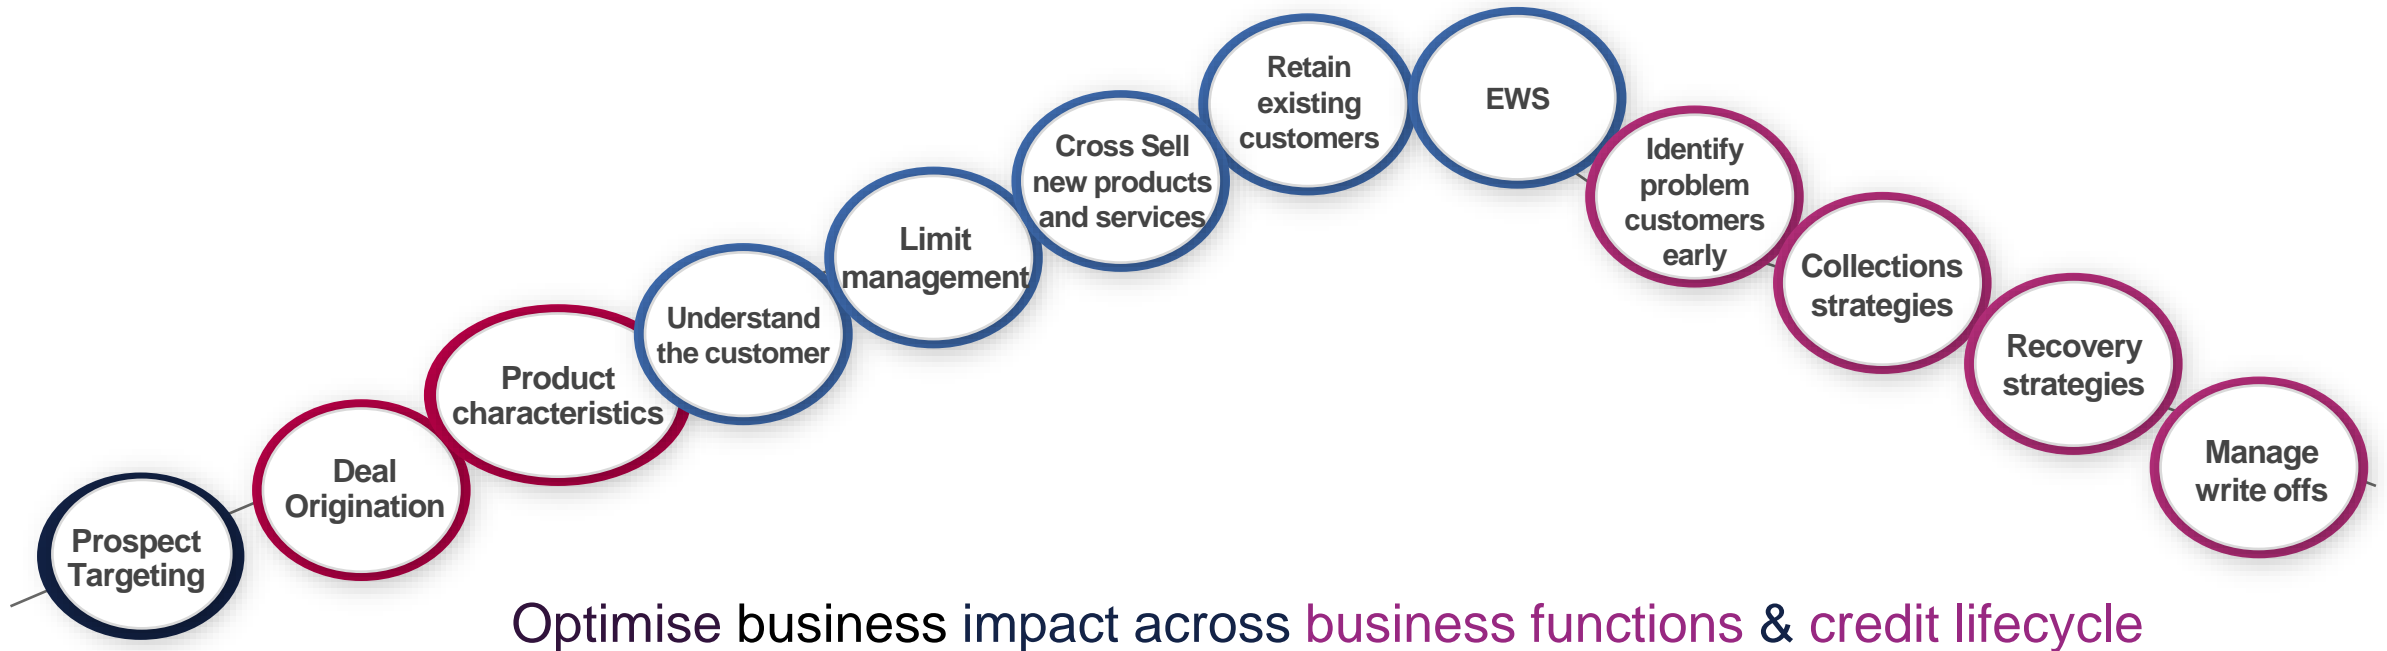 Prospect
Targeting
Deal
Origination
Product
characteristics
Understand
the customer
Limit
management
Cross Sell
new products
and services
Retain
existing
customers
EWS
Identify
problem
customers
early
Collections
strategies
Recovery
strategies
Manage
write offs
Optimise business impact across business functions & credit lifecycle